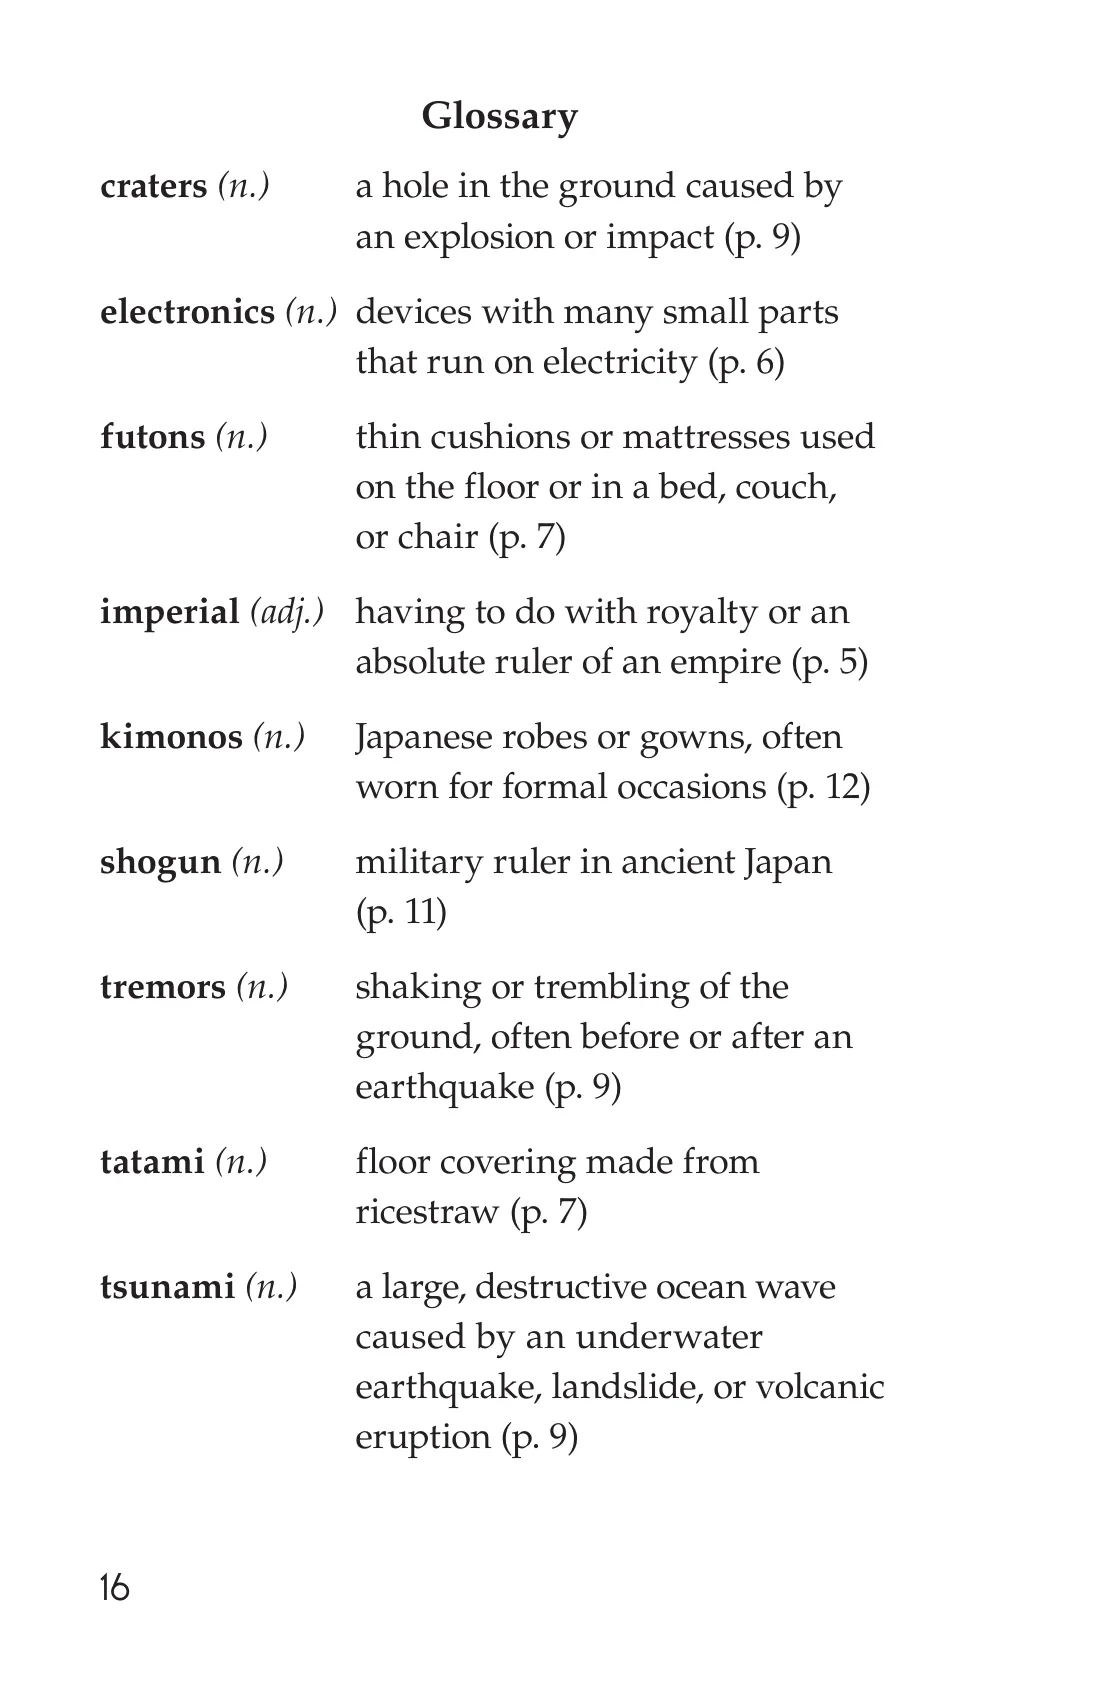 Glossary
craters (n.) a hole in the ground caused by
an explosion or impact (p. 9)
electronics (n.) devices with many small parts
that run on electricity (p. 6)
futons (n.) thin cushions or mattresses used
on the floor or in a bed, couch,
or chair (p. 7)
imperial (adj.) having to do with royalty or an
absolute ruler of an empire (p. 5)
kimonos (n.) Japanese robes or gowns, often
worn for formal occasions (p. 12)
shogun (n.) military ruler in ancient Japan
(p. 11)
tremors (n.) shaking or trembling of the
ground, often before or after an
earthquake (p. 9)
tatami (n.) floor covering made from
ricestraw (p. 7)
tsunami (n.) a large, destructive ocean wave
caused by an underwater
earthquake, landslide, or volcanic
eruption (p. 9)
16